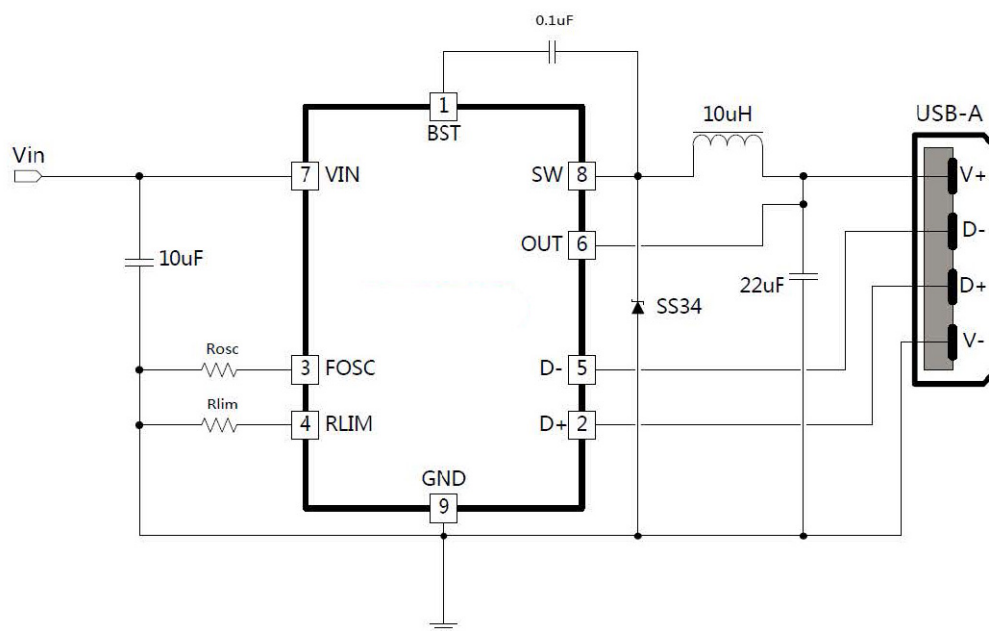 0.1uF
1
BST
10uH
USB-A
Vin
7 VIN
SW 8
V+
OUT 6
D-
10uF
22uF
D+
SS34
V-
Rosc
3 FOSC
D- 5
Rlim
4 RLIM
D+ 2
GND
9